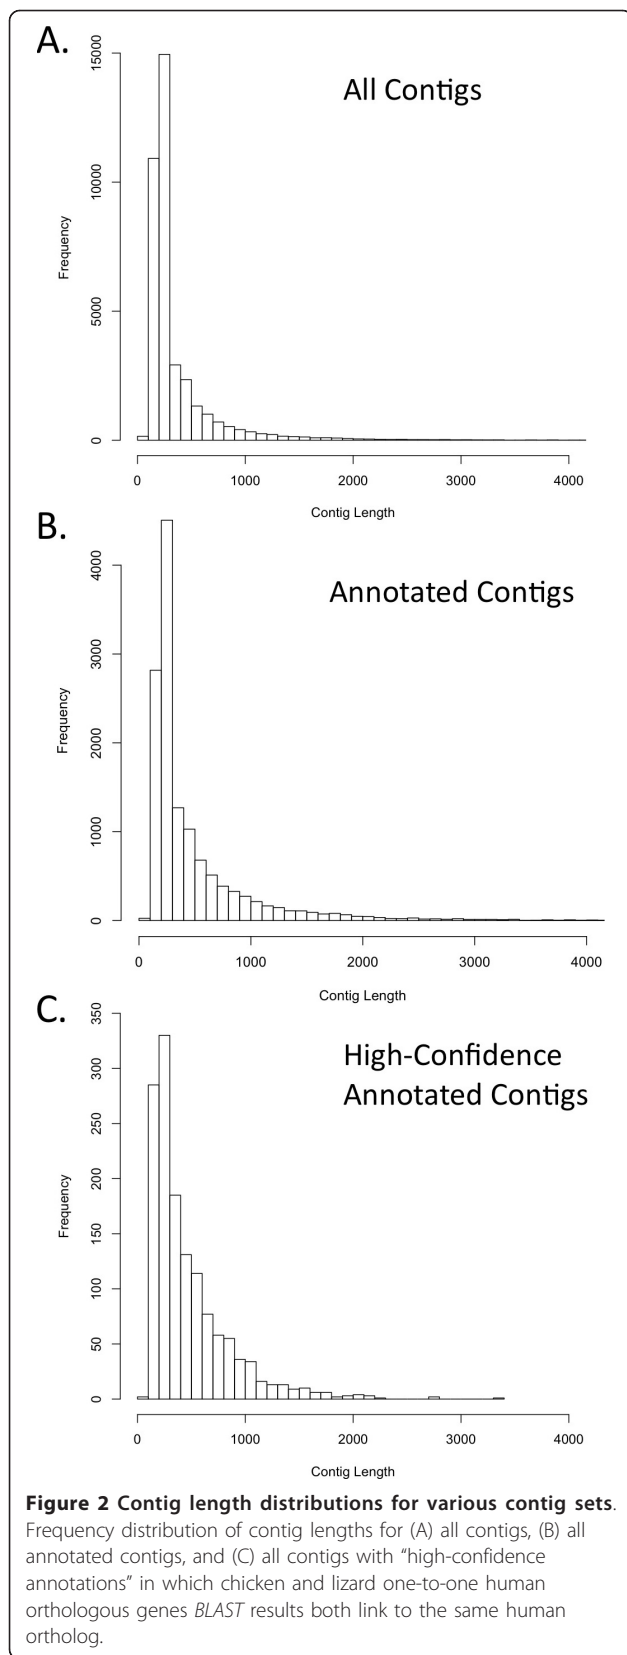 A.
All Contigs
Frequency
15000
10000
5000
0
0 1000 2000 3000 4000
Contig Length
B.
Annotated Contigs
Frequency
4000
3000
2000
1000
0
0 1000 2000 3000 4000
Contig Length
C.
High-Confidence
Annotated Contigs
Frequency
350
300
250
200
150
100
50
0
0 1000 2000 3000 4000
Contig Length
Figure 2 Contig length distributions for various contig sets.
Frequency distribution of contig lengths for (A) all contigs, (B) all
annotated contigs, and (C) all contigs with “high-confidence
annotations” in which chicken and lizard one-to-one human
orthologous genes BLAST results both link to the same human
ortholog.